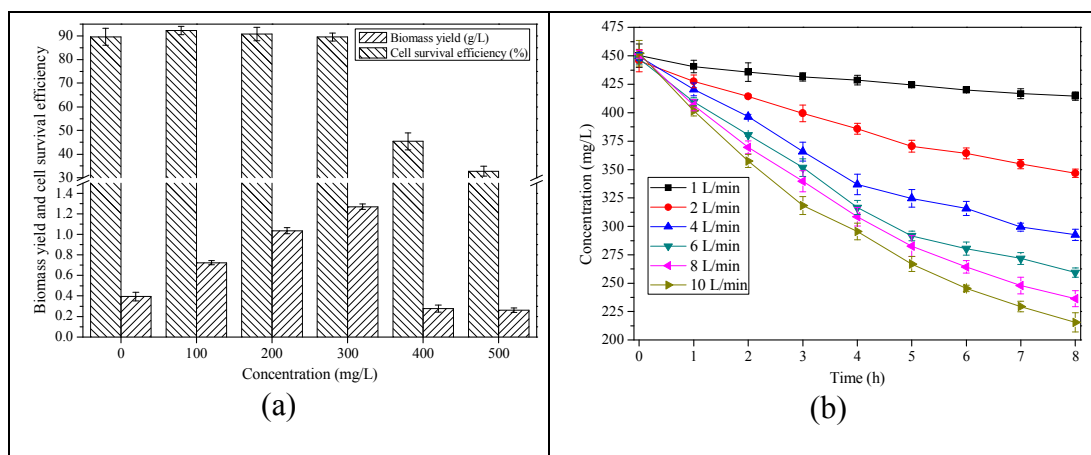 Biomass yield and cell survival efficiency
90
80
70
60
50
40
30
1.4
1.2
1.0
0.8
0.6
0.4
0.2
0.0
Biomass yield (g/L)
Cell survival efficiency (%)
0 100 200 300 400 500
Concentration (mg/L)
(a)
Concentration (mg/L)
475
450
425
400
375
350
325
300
275
250
225
200
1 L/min
2 L/min
4 L/min
6 L/min
8 L/min
10 L/min
0 1 2 3 4 5 6 7 8
Time (h)
(b)